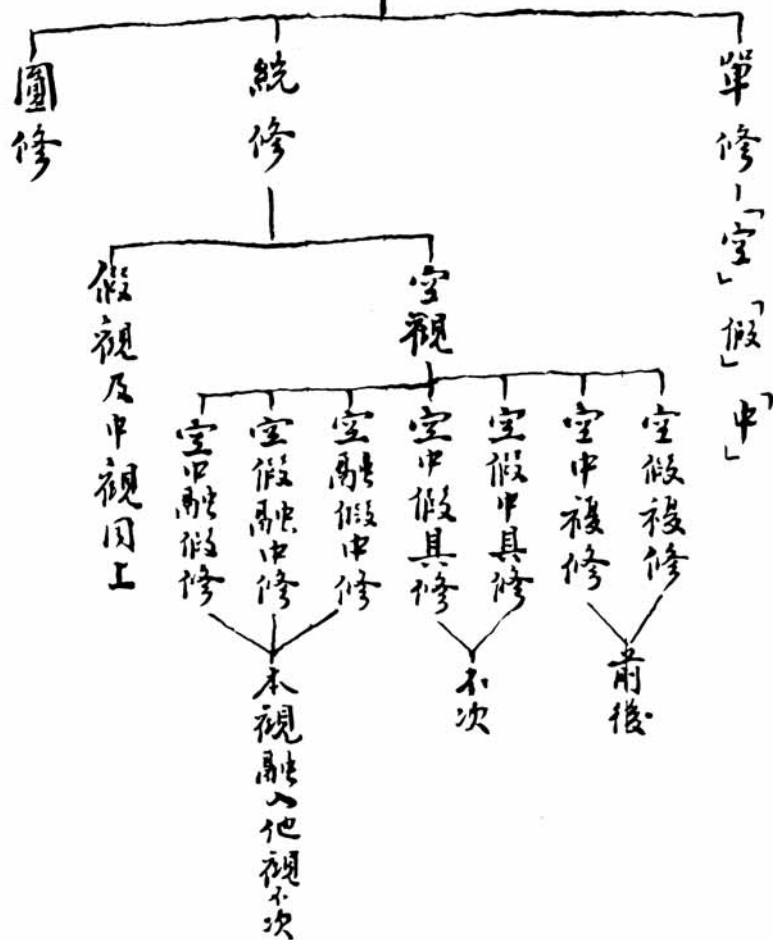 單修-「空」「假」「中」
統修
圓修
空觀
假觀及中觀同上
空假複修
空中複修
空假中具修
空中假具修
空融假中修
空假融中修
空中融假修
前後
不次
本觀融入他觀不次